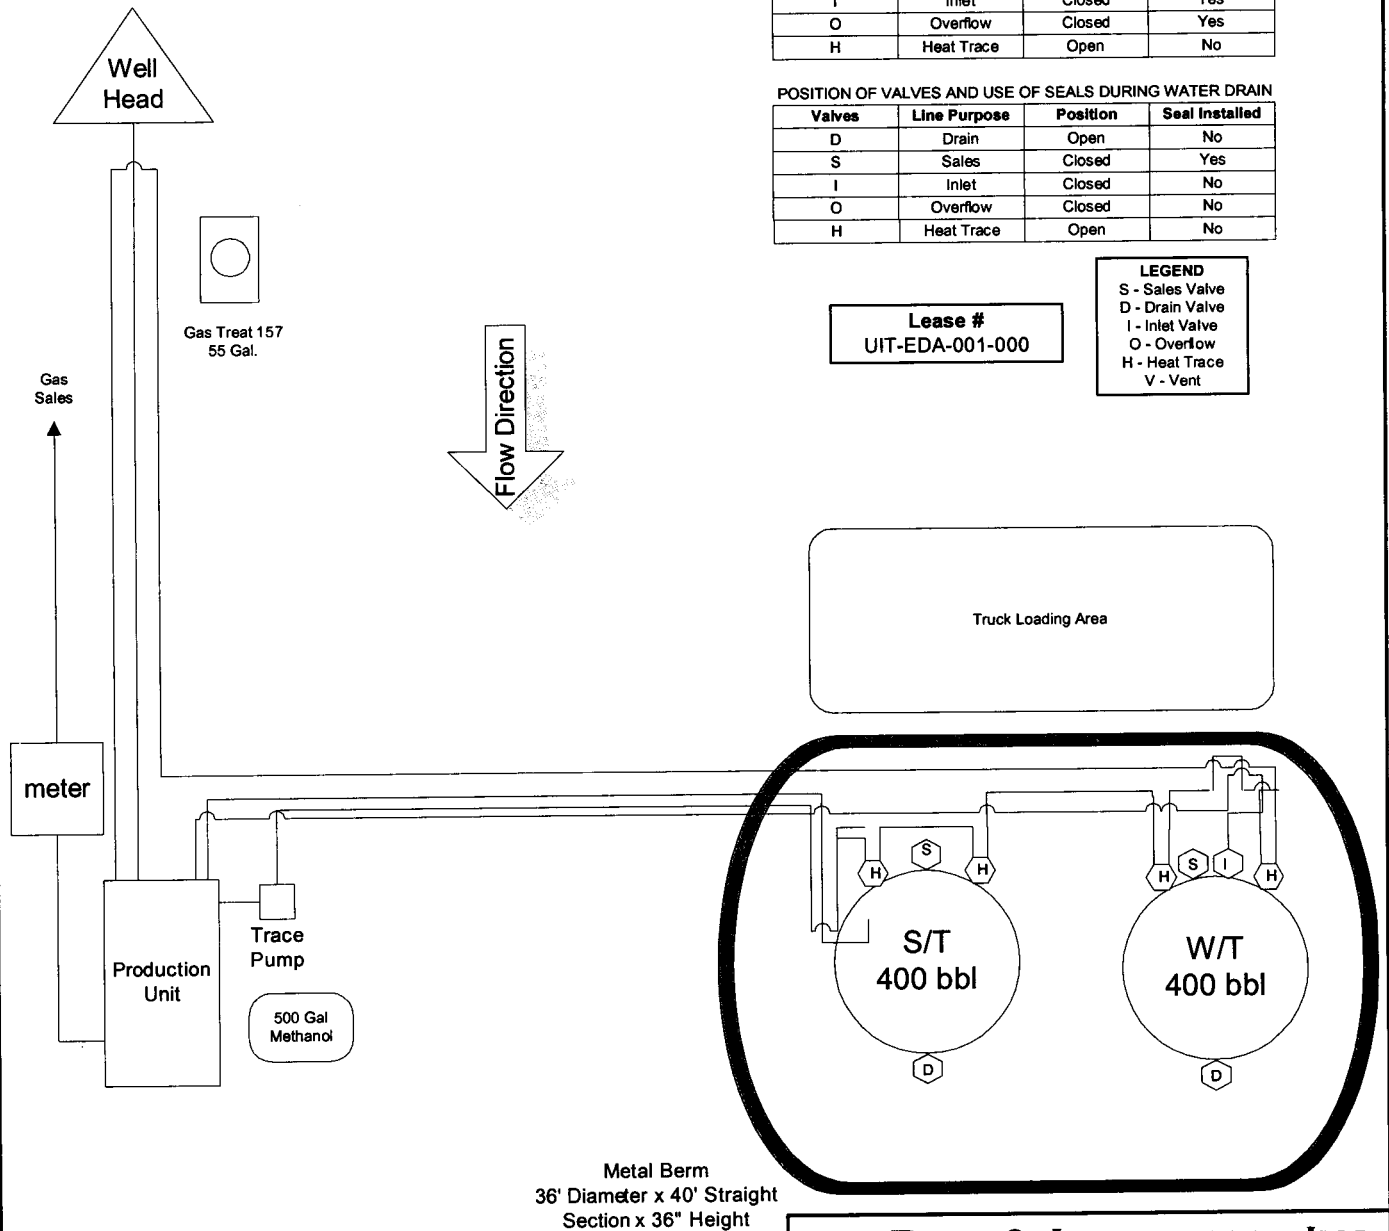 I Inlet Closed Yes
O Overflow Closed Yes
H Heat Trace Open No
POSITION OF VALVES AND USE OF SEALS DURING WATER DRAIN
Valves Line Purpose Position Seal Installed
D Drain Open No
S Sales Closed Yes
I Inlet Closed No
O Overflow Closed No
H Heat Trace Open No
LEGEND
S - Sales Valve
D - Drain Valve
I - Inlet Valve
O - Overflow
H - Heat Trace
V - Vent
Lease #
UIT-EDA-001-000
Well
Head
Gas Treat 157
55 Gal.
Gas
Sales
Flow Direction
Truck Loading Area
meter
Production
Unit
Trace
Pump
500 Gal
Methanol
H
S
H
H
S
I
H
S/T
400 bbl
W/T
400 bbl
D
D
Metal Berm
36' Diameter x 40' Straight
Section x 36" Height